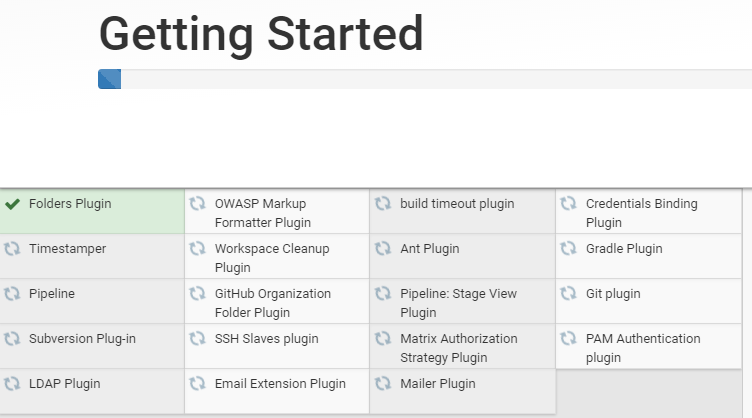 Getting Started
Folders Plugin
OWASP Markup
Formatter Plugin
build timeout plugin
Credentials Binding
Plugin
Timestamper
Workspace Cleanup
Plugin
Ant Plugin
Gradle Plugin
Pipeline
GitHub Organization
Folder Plugin
Pipeline: Stage View
Plugin
Git plugin
Subversion Plug-in
SSH Slaves plugin
Matrix Authorization
Strategy Plugin
PAM Authentication
plugin
LDAP Plugin
Email Extension Plugin
Mailer Plugin